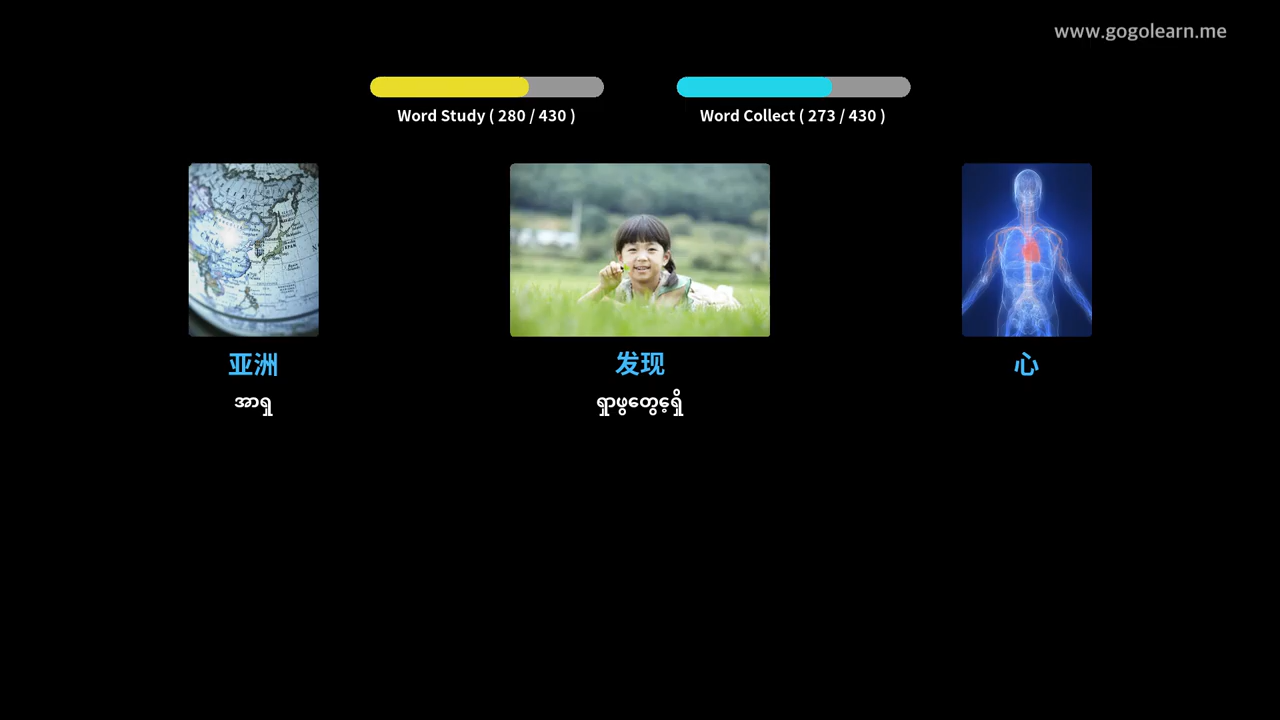 www.gogolearn.me
Word Study ( 280 / 430 )
Word Collect ( 273 / 430 )
亚洲
发现
心
အာရှ
ရှာဖွတွေ့ေရှိ